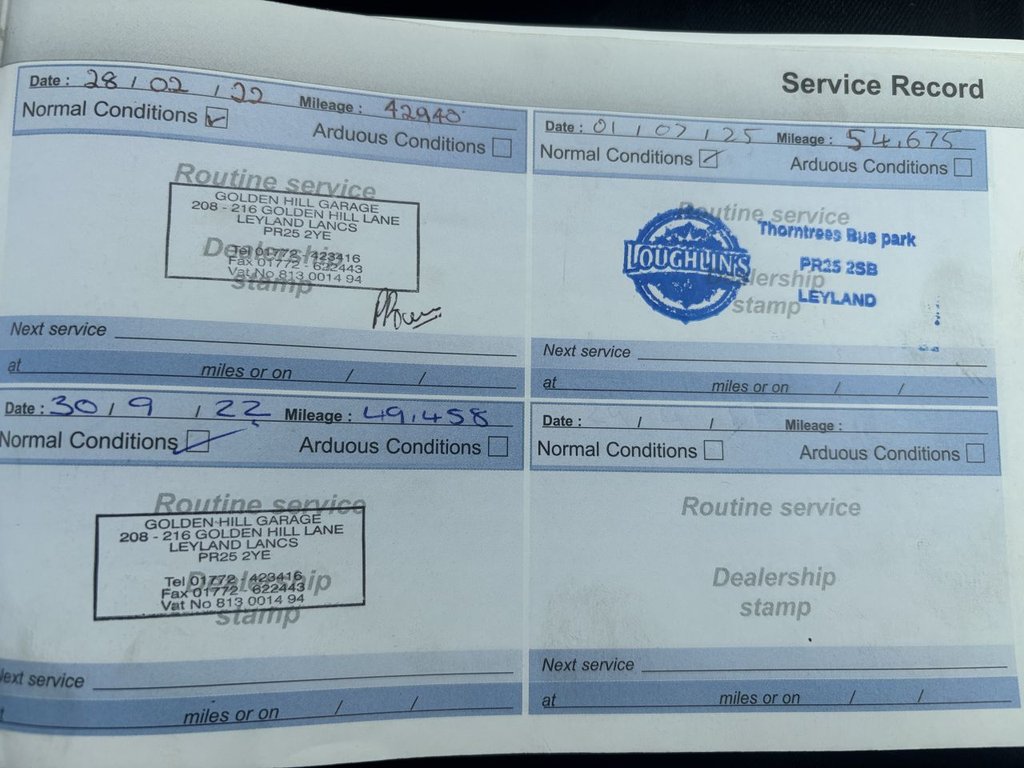 Service Record
Date : 28 / 02 / 22 Mileage : 42940
Normal Conditions Arduous Conditions
Routine service
GOLDEN HILL GARAGE
208 - 216 GOLDEN HILL LANE
LEYLAND LANCS
PR25 2YE
Dealership
Tel 01772 423416
Fax 01772 622443
Vat No 813 0014 94
stamp
Next service
at miles or on / /
Date : 01 / 07 / 25 Mileage : 54,675
Normal Conditions Arduous Conditions
Routine service
Thorntrees Bus park
LOUGHLIN'S
PR25 2SB
Dealership
LEYLAND
stamp
Next service
at miles or on / /
Date : 30 / 9 / 22 Mileage : 49,458
Normal Conditions Arduous Conditions
Routine service
GOLDEN HILL GARAGE
208 - 216 GOLDEN HILL LANE
LEYLAND LANCS
PR25 2YE
Dealership
Tel 01772 423416
Fax 01772 622443
Vat No 813 0014 94
stamp
Next service
miles or on / /
Date : / / Mileage :
Normal Conditions Arduous Conditions
Routine service
Dealership
stamp
Next service
at miles or on / /